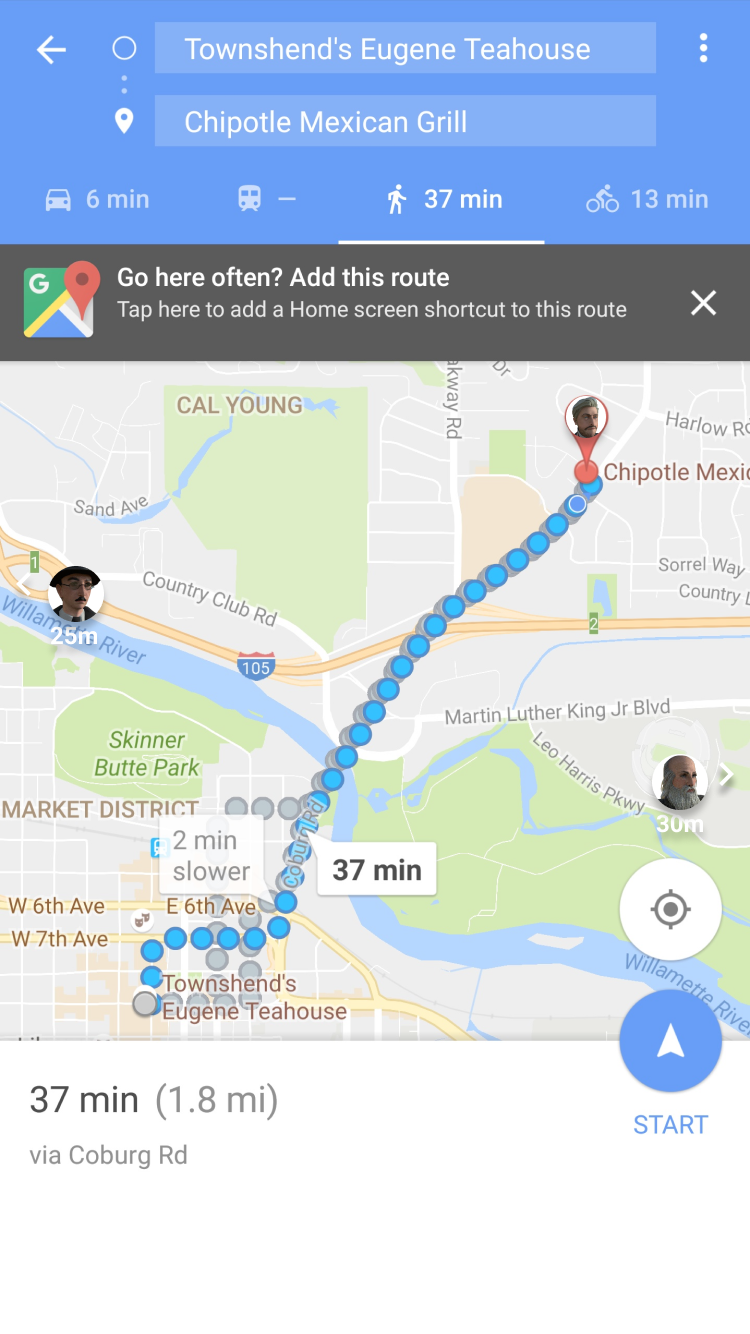 Townshend's Eugene Teahouse
Chipotle Mexican Grill
6 min
—
37 min
13 min
G
Go here often? Add this route
Tap here to add a Home screen shortcut to this route
CAL YOUNG
akway Rd
Dr
Harlow Rd
Chipotle Mexic
Sand Ave
1
Country Club Rd
Sorrel Way
Country L
Willamette River
25m
2
105
Martin Luther King Jr Blvd
Skinner
Butte Park
Leo Harris Pkwy
MARKET DISTRICT
30m
Coburg Rd
2 min
slower
37 min
W 6th Ave
E 6th Ave
W 7th Ave
Willamette River
Townshend's
Eugene Teahouse
37 min (1.8 mi)
START
via Coburg Rd